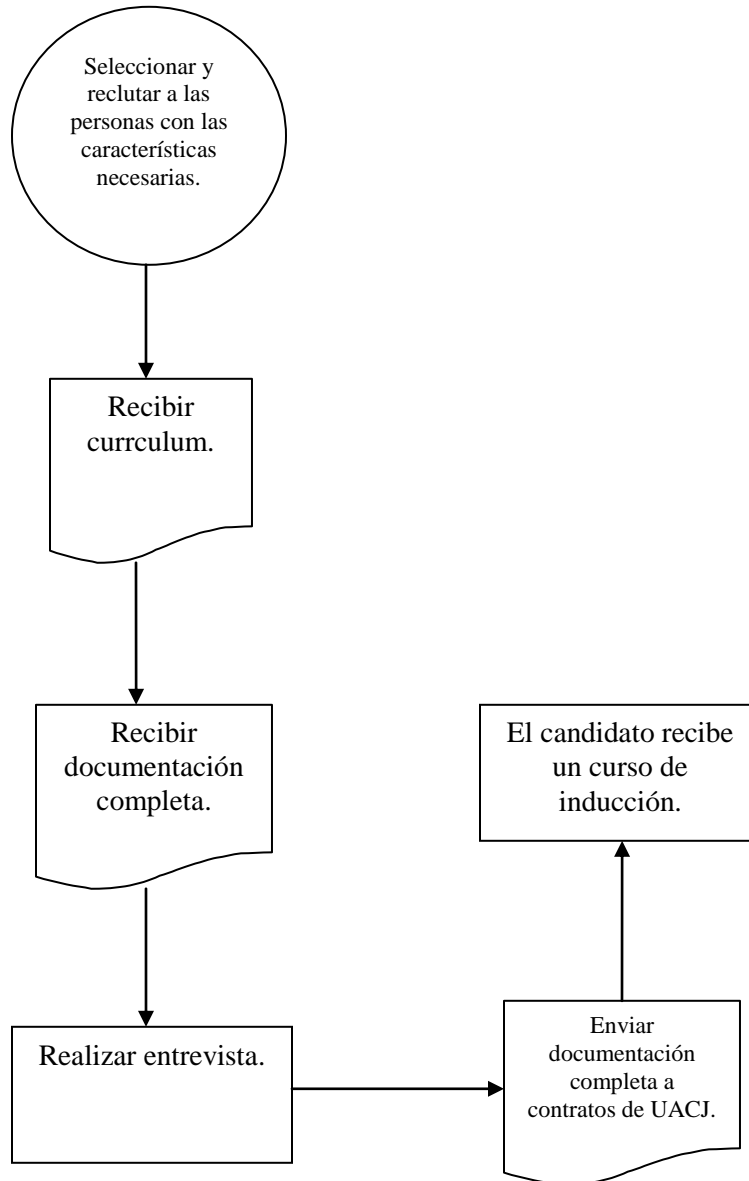 Seleccionar y
reclutar a las
personas con las
características
necesarias.
Recibir
currculum.
Recibir
documentación
completa.
Realizar entrevista.
Enviar
documentación
completa a
contratos de UACJ.
El candidato recibe
un curso de
inducción.